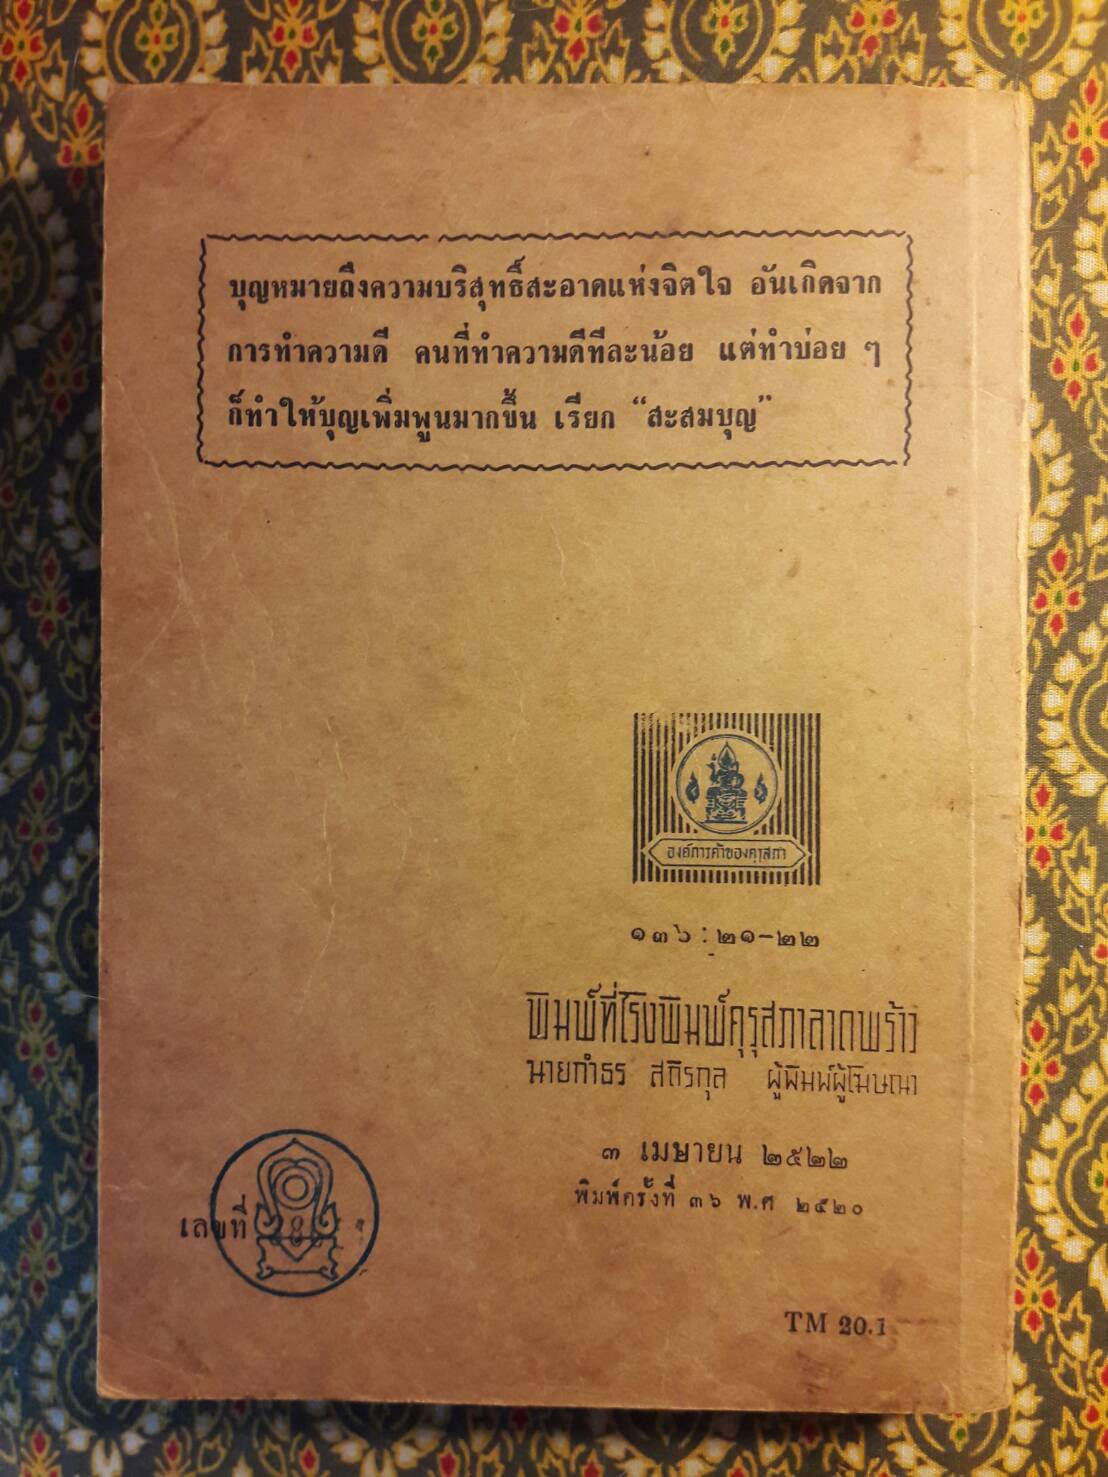 บุญหมายถึงความบริสุทธิ์สะอาดแห่งจิตใจ อันเกิดจาก
การทำความดี คนที่ทำความดีทีละน้อย แต่ทำบ่อย ๆ
ก็ทำให้บุญเพิ่มพูนมากขึ้น เรียก “สะสมบุญ”
องค์การค้าของคุรุสภา
๑๓๖ : ๒๑-๒๒
พิมพ์ที่โรงพิมพ์คุรุสภาลาดพร้าว
นายกำธร สถิรกุล ผู้พิมพ์ผู้โฆษณา
๓ เมษายน ๒๕๒๒
พิมพ์ครั้งที่ ๓๖ พ.ศ ๒๕๒๐
เลขที่
TM 20.1